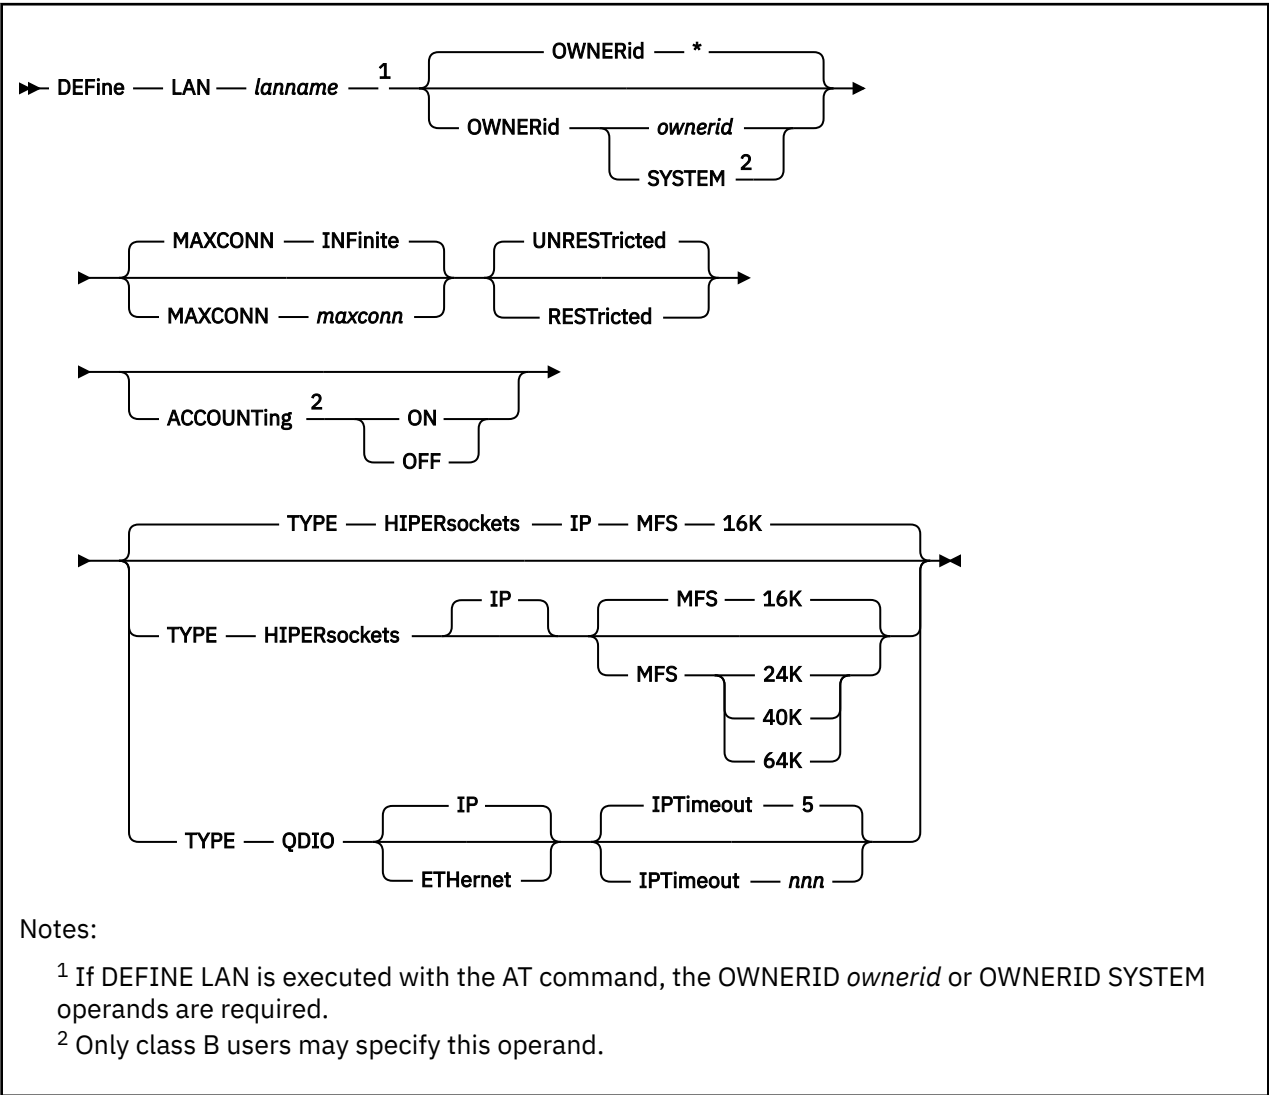 OWNERid *
DEFine LAN lanname 1
OWNERid ownerid
SYSTEM 2
MAXCONN INFinite UNRESTricted
MAXCONN maxconn RESTricted
ACCOUNTing 2 ON
OFF
TYPE HIPERsockets IP MFS 16K
IP MFS 16K
TYPE HIPERsockets
MFS 24K
40K
64K
IP IPTimeout 5
TYPE QDIO
ETHernet IPTimeout nnn
Notes:
1 If DEFINE LAN is executed with the AT command, the OWNERID ownerid or OWNERID SYSTEM
operands are required.
2 Only class B users may specify this operand.